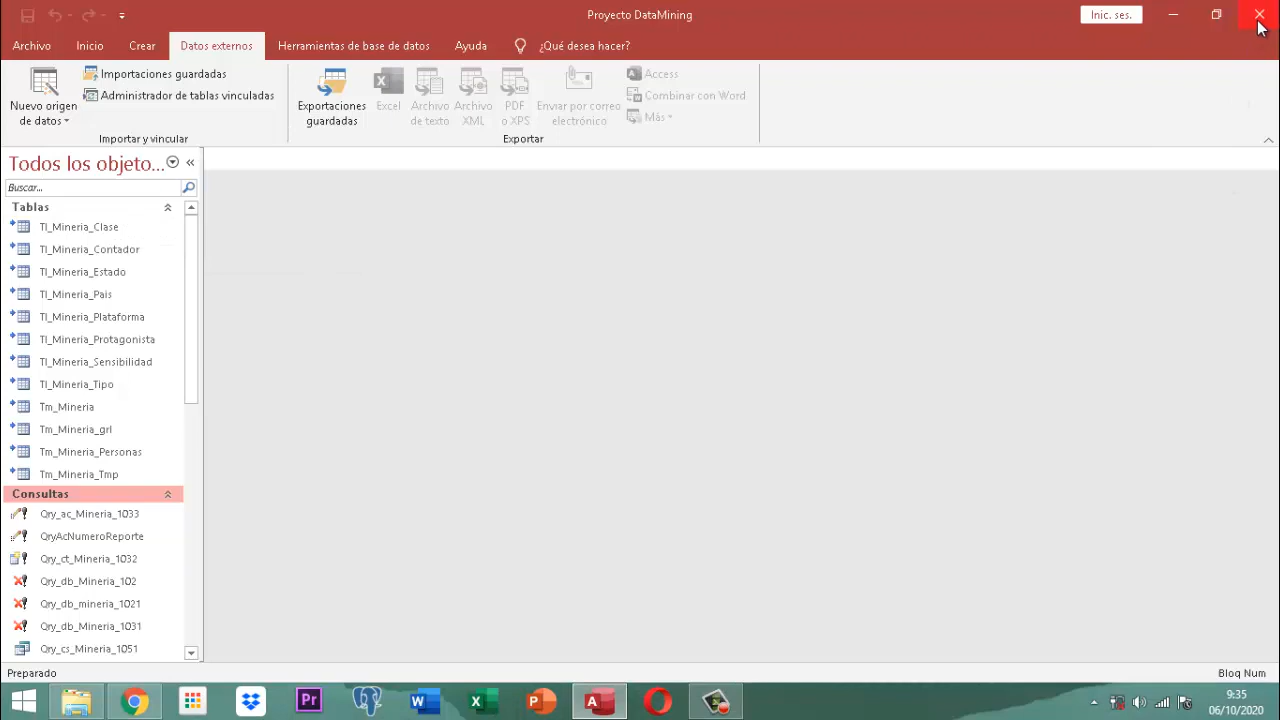 Proyecto DataMining
Inic. ses.
Archivo
Inicio
Crear
Datos externos
Herramientas de base de datos
Ayuda
¿Qué desea hacer?
Nuevo origen
de datos
Importaciones guardadas
Administrador de tablas vinculadas
Importar y vincular
Exportaciones
guardadas
Excel
Archivo
de texto
Archivo
XML
PDF
o XPS
Enviar por correo
electrónico
Access
Combinar con Word
Más
Exportar
Todos los objeto...
Buscar...
Tablas
Tl_Mineria_Clase
Tl_Mineria_Contador
Tl_Mineria_Estado
Tl_Mineria_Pais
Tl_Mineria_Plataforma
Tl_Mineria_Protagonista
Tl_Mineria_Sensibilidad
Tl_Mineria_Tipo
Tm_Mineria
Tm_Mineria_grl
Tm_Mineria_Personas
Tm_Mineria_Tmp
Consultas
Qry_ac_Mineria_1033
QryAcNumeroReporte
Qry_ct_Mineria_1032
Qry_db_Mineria_102
Qry_db_mineria_1021
Qry_db_Mineria_1031
Qry_cs_Mineria_1051
Preparado
Bloq Num
Pr
9:35
06/10/2020